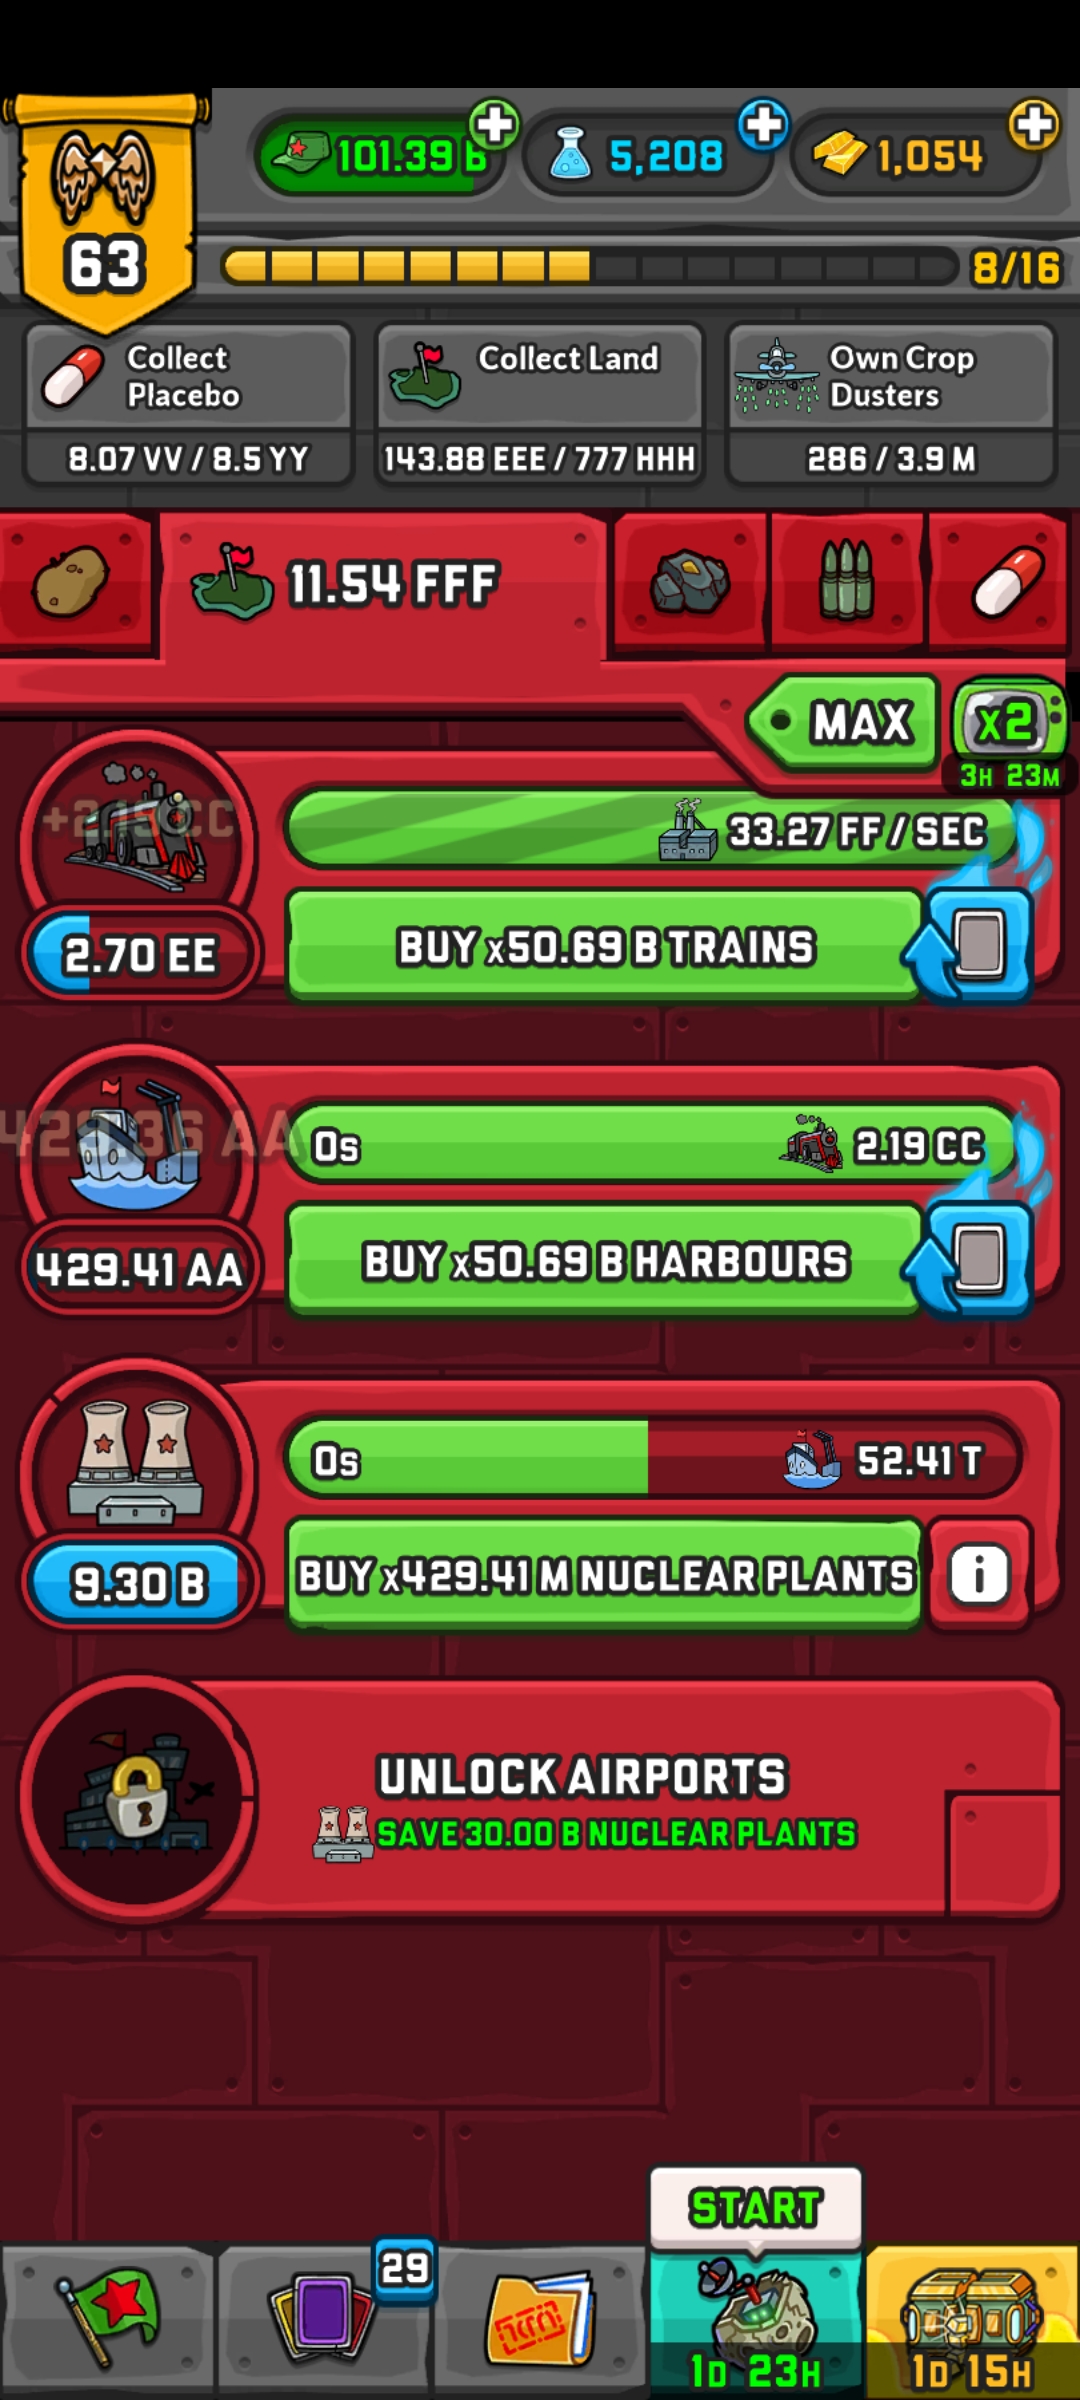 101.39 B
5,208
1,054
63
8/16
Collect
Placebo
8.07 VV / 8.5 YY
Collect Land
143.88 EEE / 777 HHH
Own Crop
Dusters
286 / 3.9 M
11.54 FFF
MAX
x2
3H 23M
33.27 FF / SEC
2.70 EE
BUY x50.69 B TRAINS
429.36 AA
0s
2.19 CC
429.41 AA
BUY x50.69 B HARBOURS
0s
52.41 T
9.30 B
BUY x429.41 M NUCLEAR PLANTS
i
UNLOCK AIRPORTS
SAVE 30.00 B NUCLEAR PLANTS
START
29
1D 23H
1D 15H